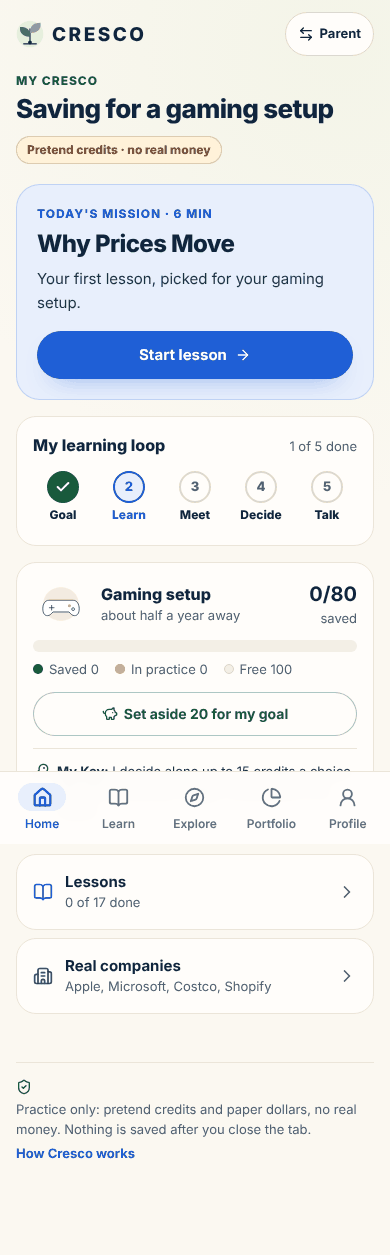 CRESCO
Parent
MY CRESCO
Saving for a gaming setup
Pretend credits · no real money
TODAY'S MISSION · 6 MIN
Why Prices Move
Your first lesson, picked for your gaming
setup.
Start lesson
My learning loop
1 of 5 done
2
3
4
5
Goal
Learn
Meet
Decide
Talk
Gaming setup
0/80
about half a year away
saved
Saved 0
In practice 0
Free 100
Set aside 20 for my goal
My Key: I decide alone up to 15 credits a choice
Home
Learn
Explore
Portfolio
Profile
Lessons
0 of 17 done
Real companies
Apple, Microsoft, Costco, Shopify
Practice only: pretend credits and paper dollars, no real
money. Nothing is saved after you close the tab.
How Cresco works